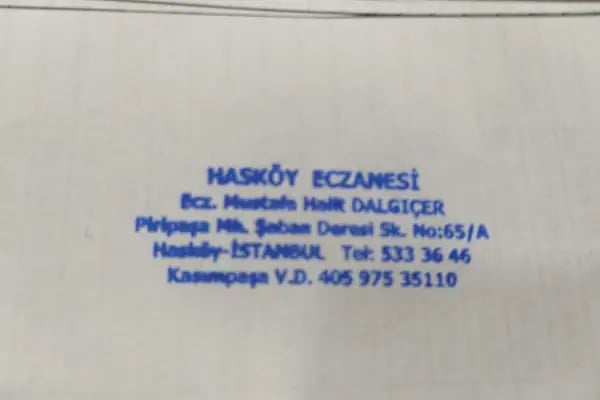 HASKÖY ECZANESİ
Ecz. Mustafa Halit DALGIÇER
Piripaşa Mh. Şaban Deresi Sk. No:65/A
Hasköy-İSTANBUL Tel: 533 36 46
Kasımpaşa V.D. 405 975 35110